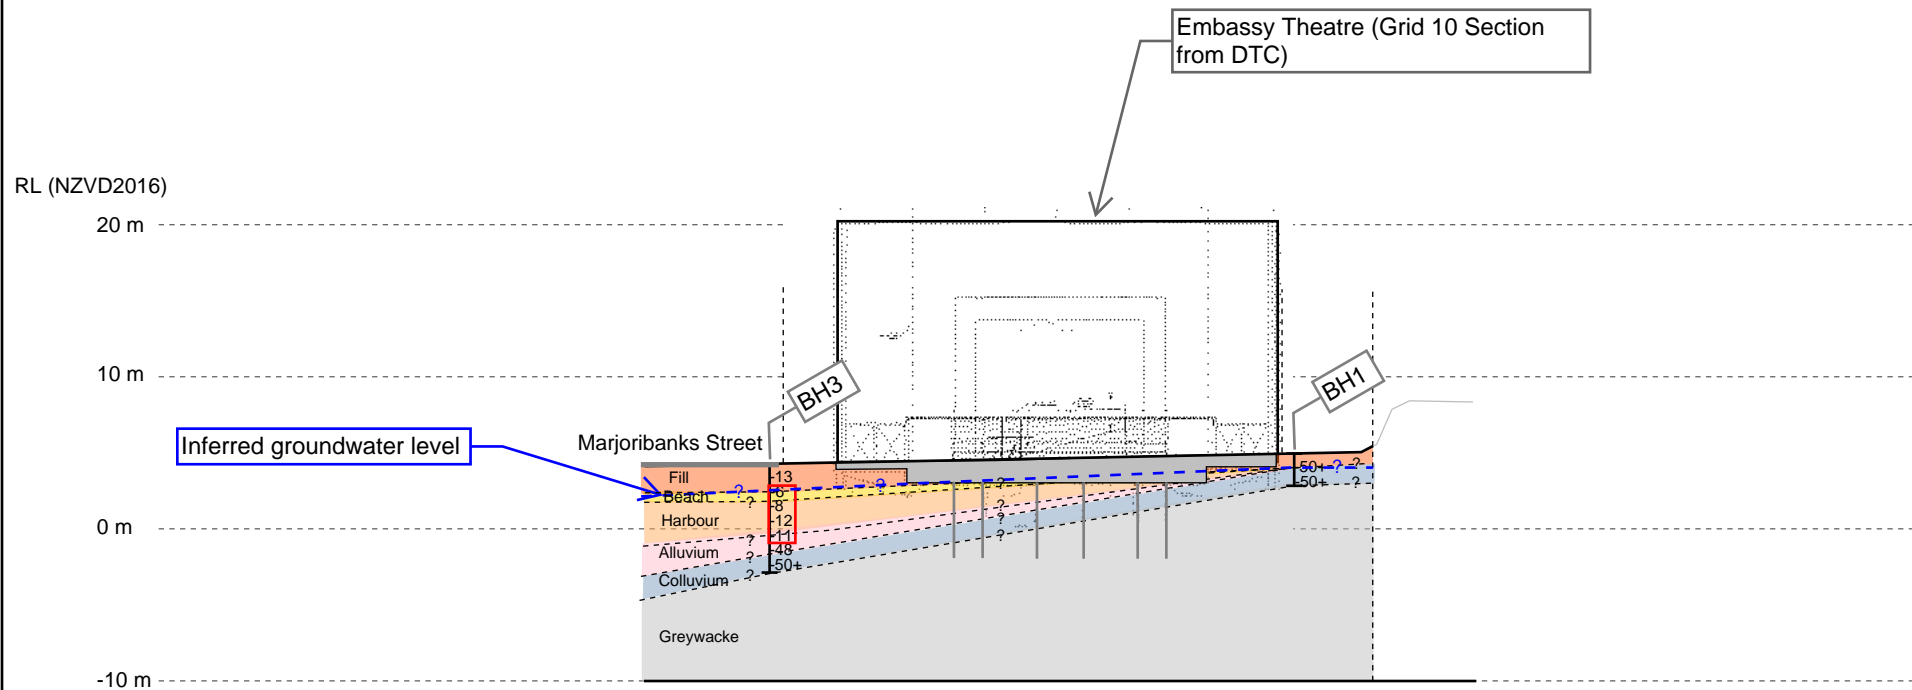 Embassy Theatre (Grid 10 Section
from DTC)
RL (NZVD2016)
20 m
10 m
BH3
BH1
Inferred groundwater level
Marjoribanks Street
Fill
-13
50+
?
?
?
?
-6
Beach
?
-50+
?
?
-8
?
Harbour
-12
?
0 m
-11
?
?
Alluvium
-48
?
-50+
Colluvium
?
Greywacke
-10 m